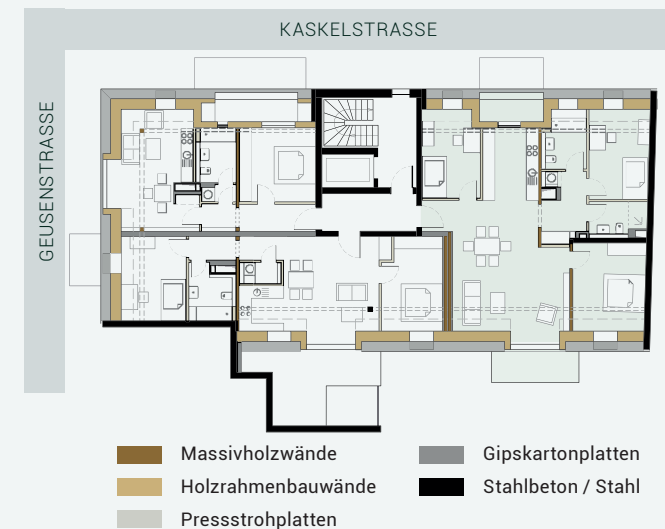 KASKELSTRASSE
GEUSENSTRASSE
Massivholzwände
Holzrahmenbauwände
Pressstrohplatten
Gipskartonplatten
Stahlbeton / Stahl